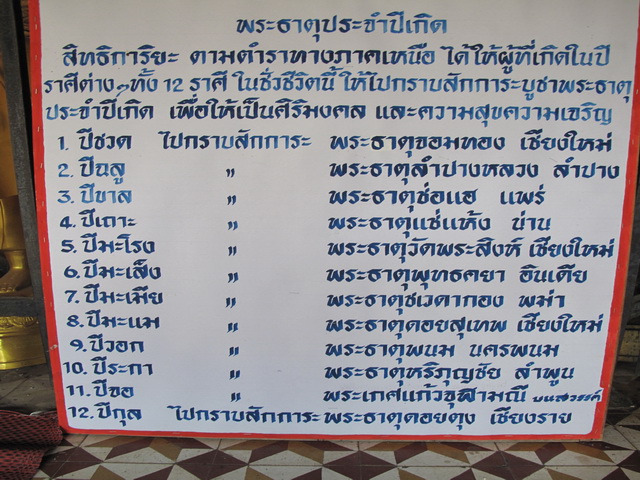 พระธาตุประจำปีเกิด
สิทธิการิยะ ตามตำราทางภาคเหนือ ได้ให้ผู้ที่เกิดในปี
ราศีต่างๆทั้ง 12 ราศี ในชั่วชีวิตนี้ ให้ไปกราบสักการะบูชาพระธาตุ
ประจำปีเกิด เพื่อให้เป็นศิริมงคล และความสุขความเจริญ
1. ปีชวด ไปกราบสักการะ พระธาตุจอมทอง เชียงใหม่
2. ปีฉลู " พระธาตุลำปางหลวง ลำปาง
3. ปีขาล " พระธาตุช่อแฮ แพร่
4. ปีเถาะ " พระธาตุแช่แห้ง น่าน
5. ปีมะโรง " พระธาตุวัดพระสิงห์ เชียงใหม่
6. ปีมะเส็ง " พระธาตุพุทธคยา อินเดีย
7. ปีมะเมีย " พระธาตุชเวดากอง พม่า
8. ปีมะแม " พระธาตุดอยสุเทพ เชียงใหม่
9. ปีวอก " พระธาตุพนม นครพนม
10. ปีระกา " พระธาตุหริภุญชัย ลำพูน
11. ปีจอ " พระเกศแก้วจุฬามณี บนสวรรค์
12. ปีกุล ไปกราบสักการะ พระธาตุดอยตุง เชียงราย